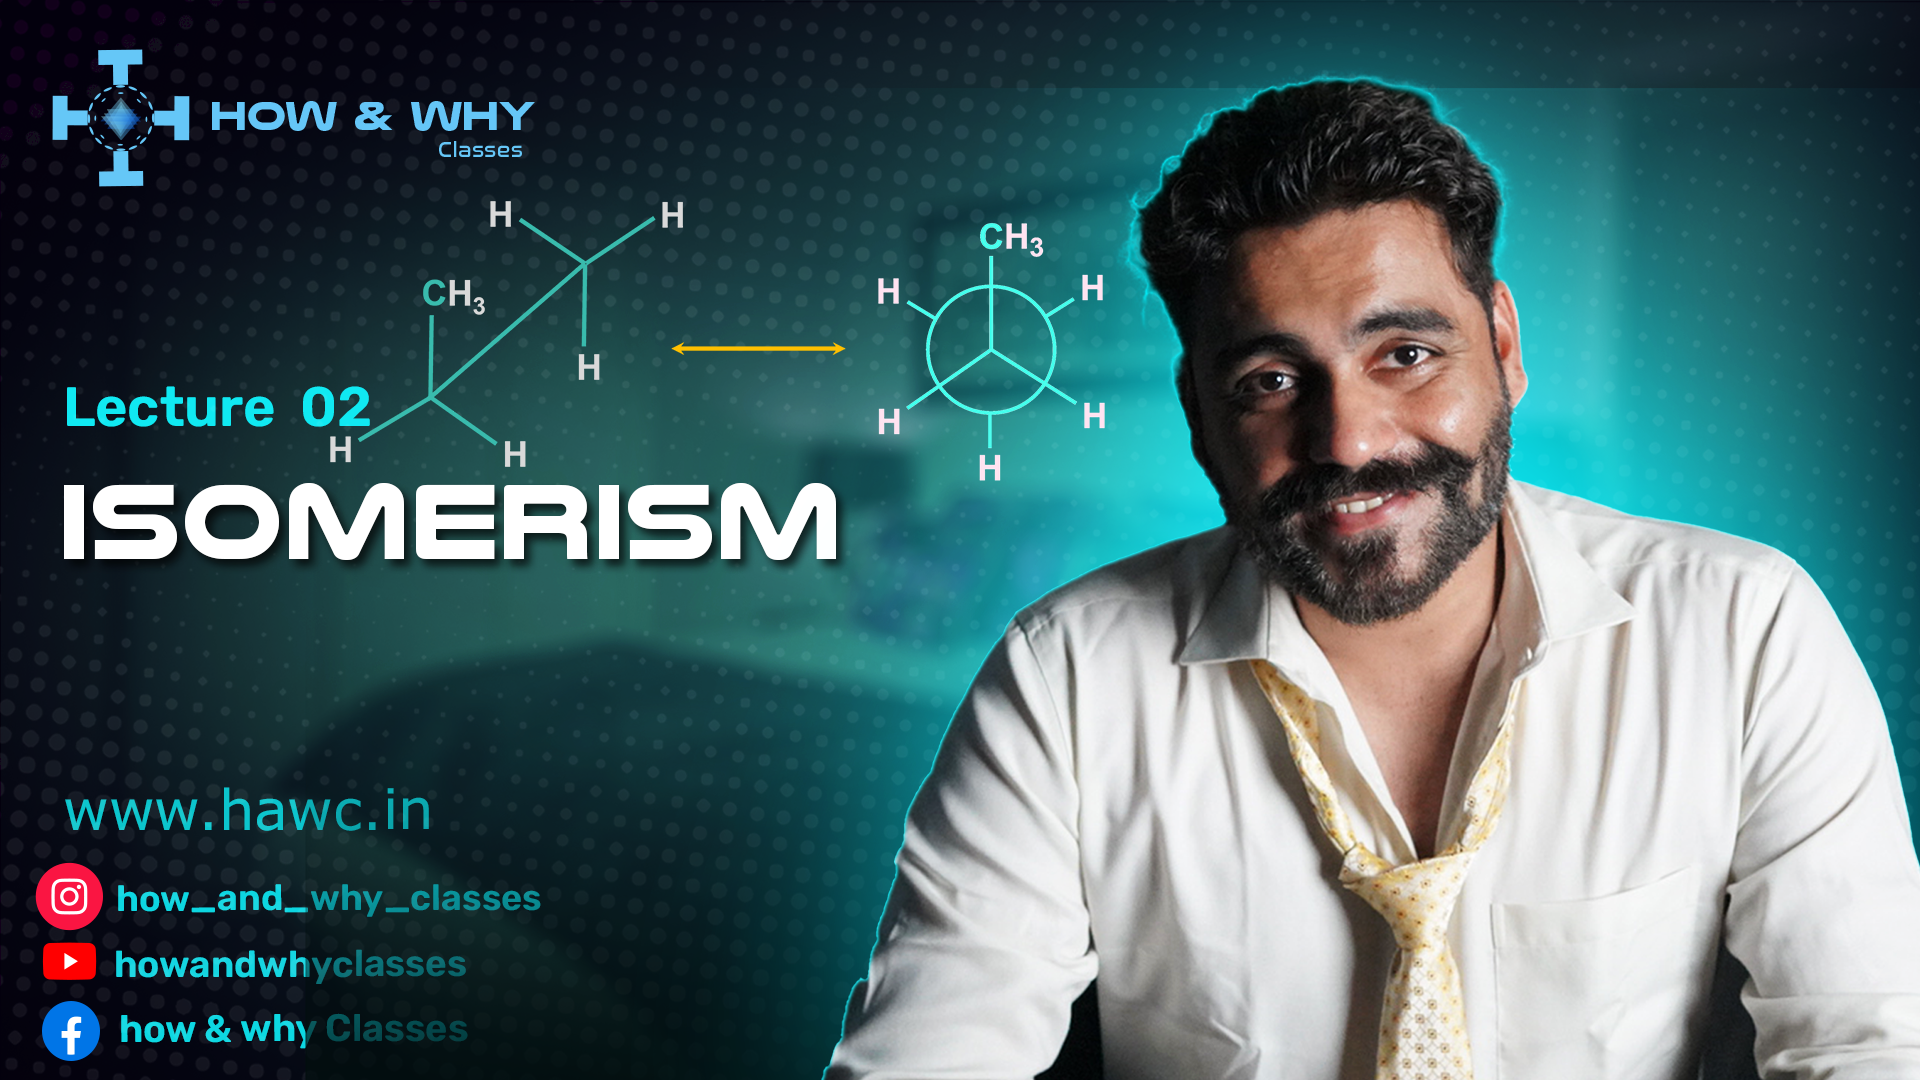 HOW & WHY
Classes
H H
CH3
H
H H
CH3
H H
H H
H
Lecture 02
ISOMERISM
www.hawc.in
how_and_why_classes
howandwhyclasses
how & why Classes